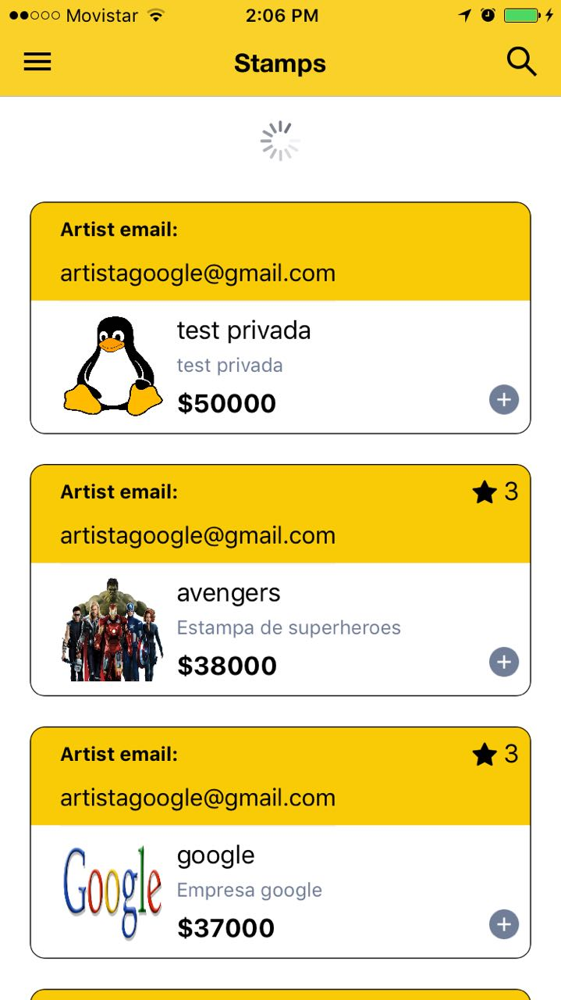 Movistar 2:06 PM
Stamps
Artist email:
artistagoogle@gmail.com
test privada
test privada
$50000
Artist email:
3
artistagoogle@gmail.com
avengers
Estampa de superheroes
$38000
Artist email:
3
artistagoogle@gmail.com
Google
google
Empresa google
$37000